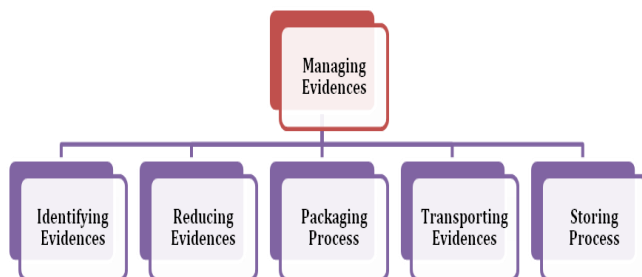 Managing
Evidences
Identifying
Evidences
Reducing
Evidences
Packaging
Process
Transporting
Evidences
Storing
Process